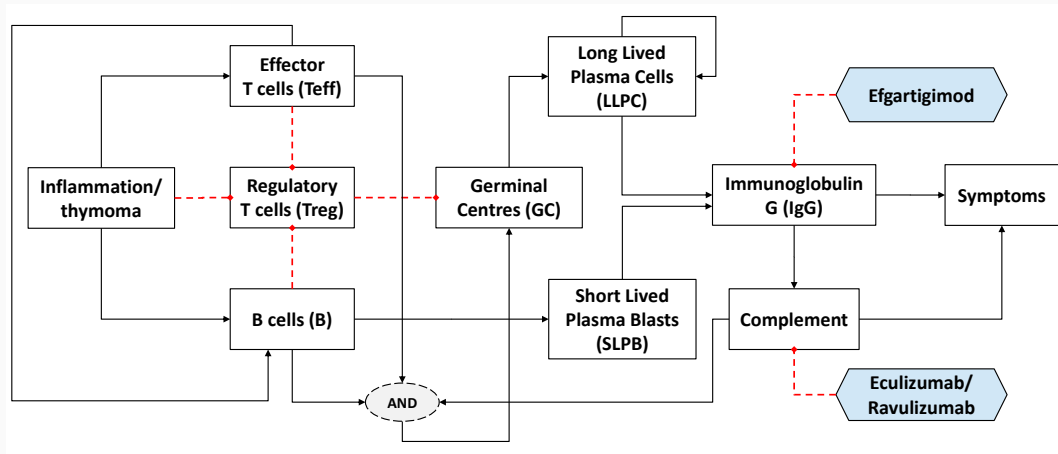 Effector
T cells (Teff)
Long Lived
Plasma Cells
(LLPC)
Efgartigimod
Inflammation/
thymoma
Regulatory
T cells (Treg)
Germinal
Centres (GC)
Immunoglobulin
G (IgG)
Symptoms
B cells (B)
Short Lived
Plasma Blasts
(SLPB)
Complement
AND
Eculizumab/
Ravulizumab